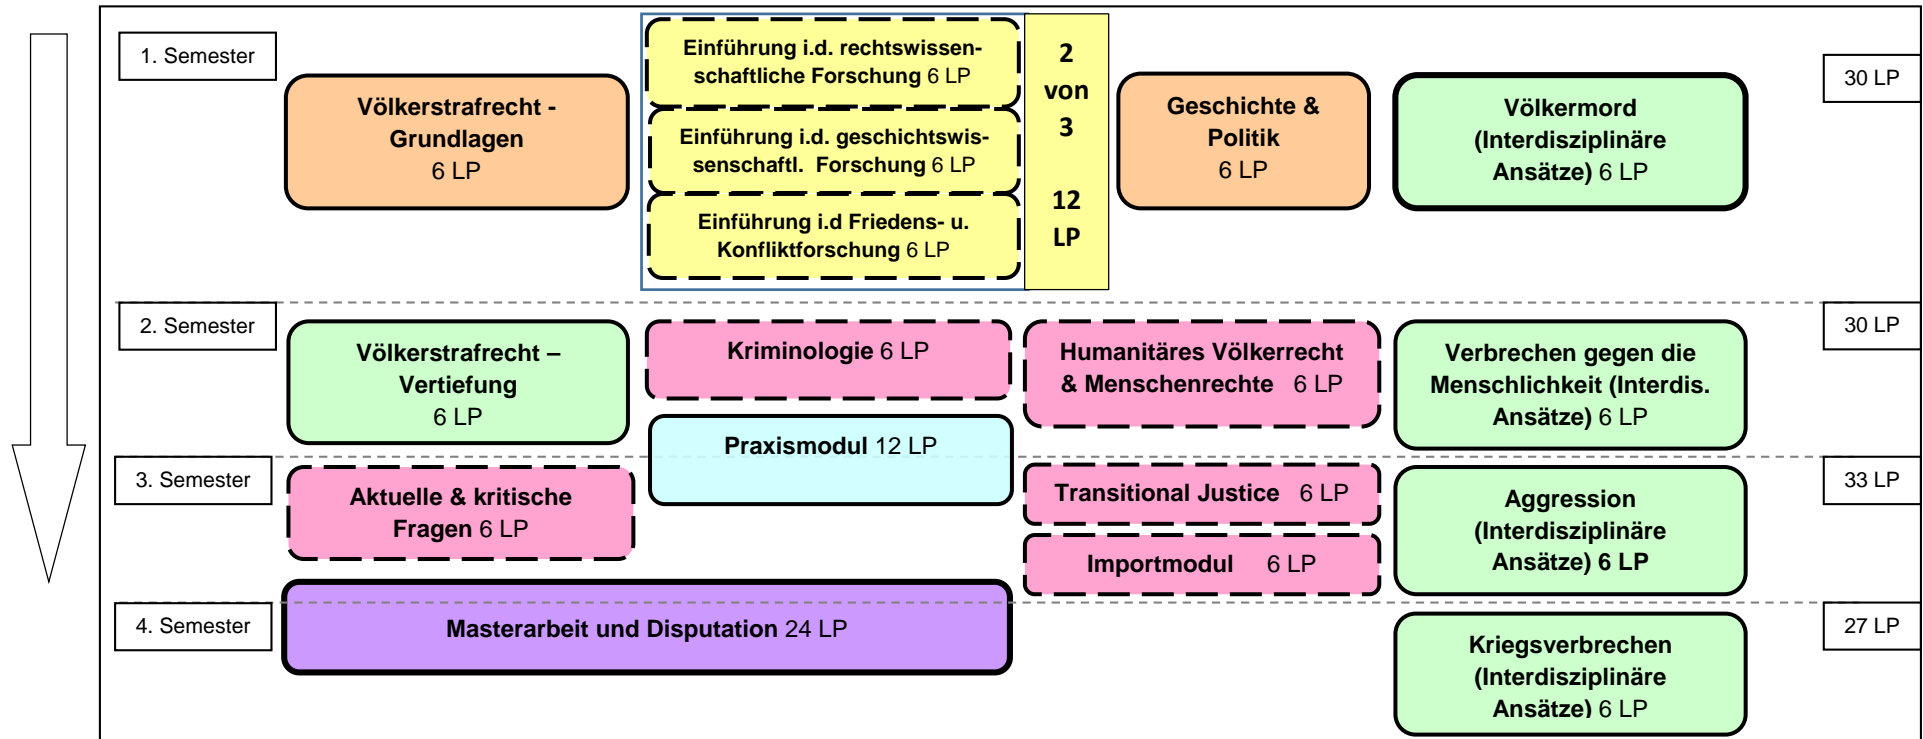 1. Semester
Völkerstrafrecht -
Grundlagen
6 LP
Einführung i.d. rechtswissen-
schaftliche Forschung 6 LP
Einführung i.d. geschichtswis-
senschaftl. Forschung 6 LP
Einführung i.d Friedens- u.
Konfliktforschung 6 LP
2
von
3
12
LP
Geschichte &
Politik
6 LP
Völkermord
(Interdisziplinäre
Ansätze) 6 LP
30 LP
2. Semester
Völkerstrafrecht –
Vertiefung
6 LP
Kriminologie 6 LP
Humanitäres Völkerrecht
& Menschenrechte 6 LP
Verbrechen gegen die
Menschlichkeit (Interdis.
Ansätze) 6 LP
30 LP
Praxismodul 12 LP
3. Semester
Aktuelle & kritische
Fragen 6 LP
Transitional Justice 6 LP
Importmodul 6 LP
Aggression
(Interdisziplinäre
Ansätze) 6 LP
33 LP
4. Semester
Masterarbeit und Disputation 24 LP
Kriegsverbrechen
(Interdisziplinäre
Ansätze) 6 LP
27 LP